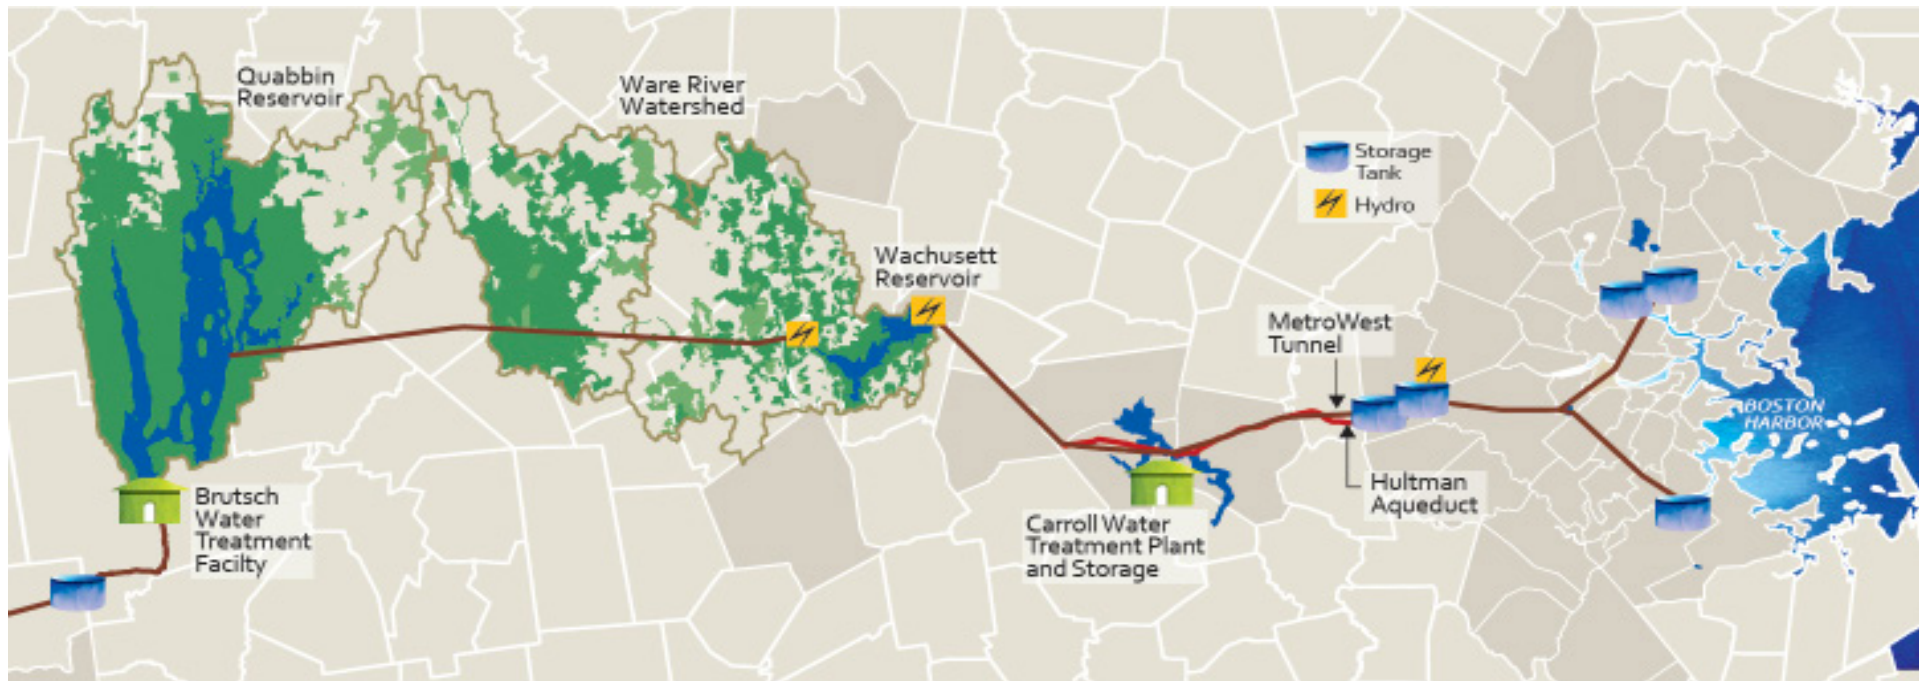 Quabbin
Reservoir
Ware River
Watershed
Storage
Tank
Hydro
Wachusett
Reservoir
MetroWest
Tunnel
BOSTON
HARBOR
Hultman
Aqueduct
Brutsch
Water
Treatment
Facilty
Carroll Water
Treatment Plant
and Storage